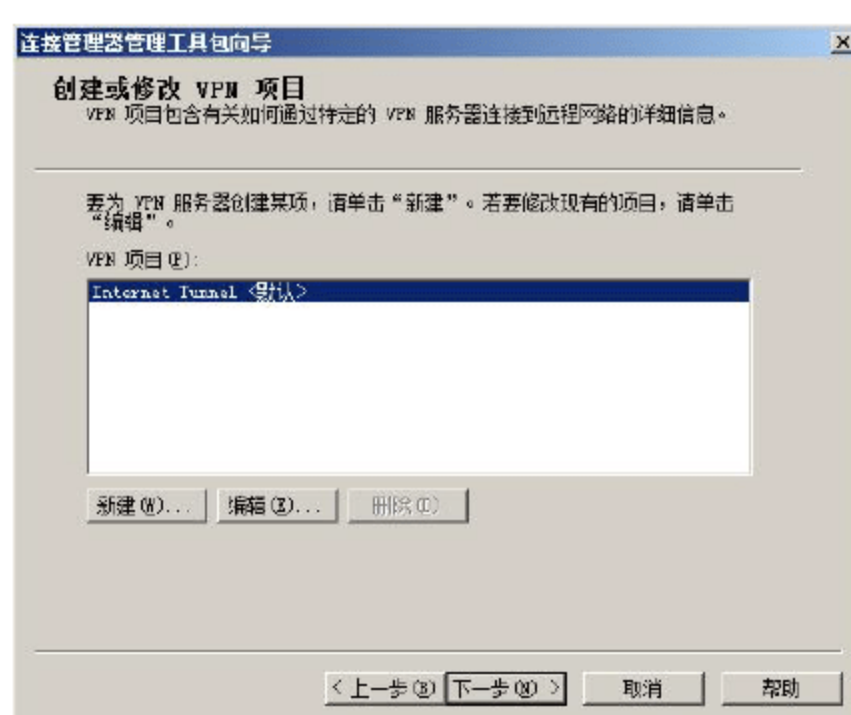 连接管理器管理工具包向导
创建或修改 VPN 项目
VPN 项目包含有关如何通过特定的 VPN 服务器连接到远程网络的详细信息。
要为 VPN 服务器创建某项，请单击“新建”。若要修改现有的项目，请单击
“编辑”。
VPN 项目(P):
Internet Tunnel <默认>
新建(W)... 编辑(E)... 删除(D)
< 上一步(B) 下一步(N) > 取消 帮助